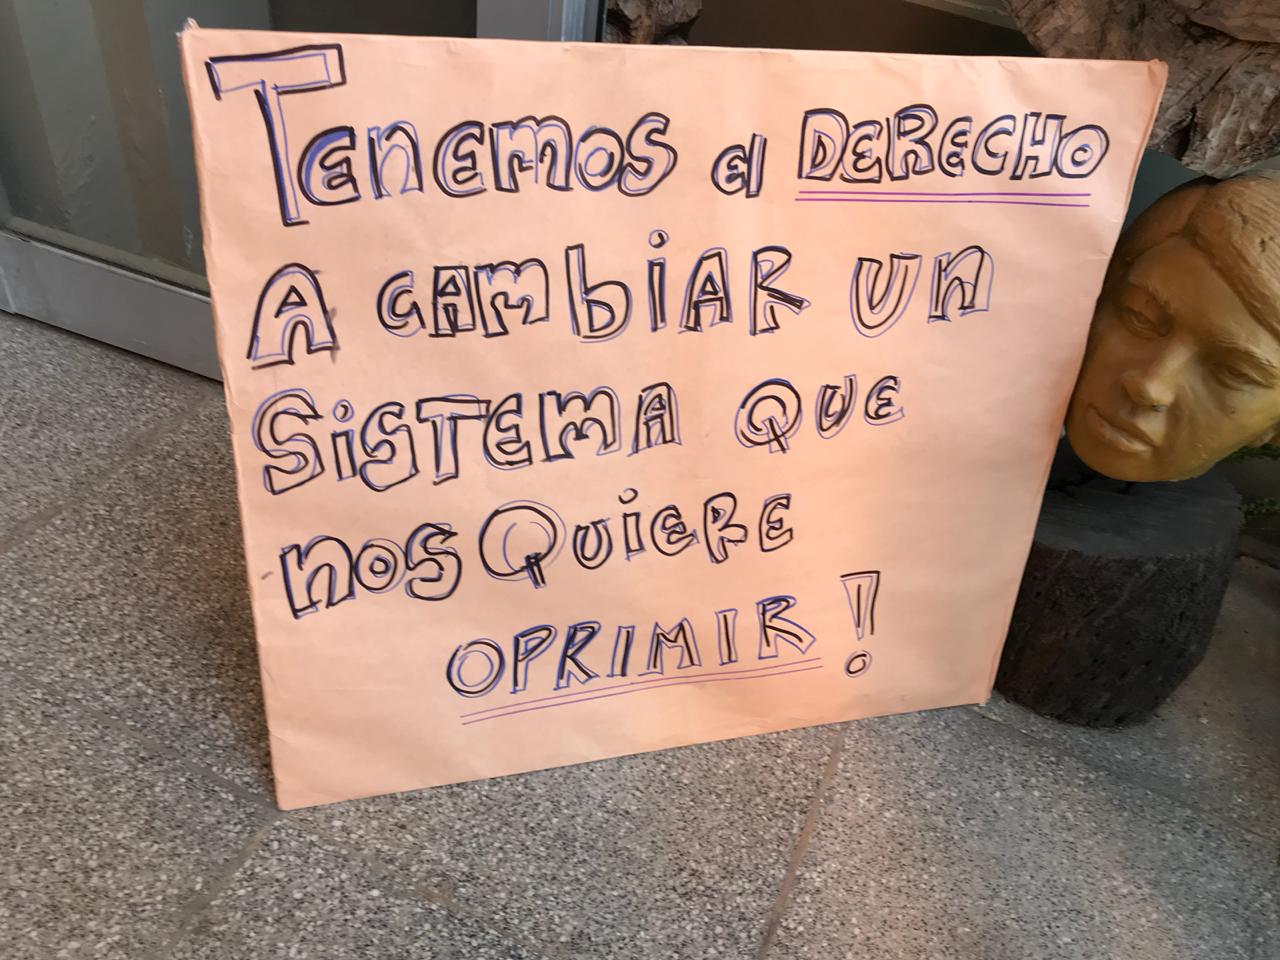 Tenemos el DERECHO
A CAMbiAR UN
SiSTEMA QUE
nos QUiERE
OPRIMIR!